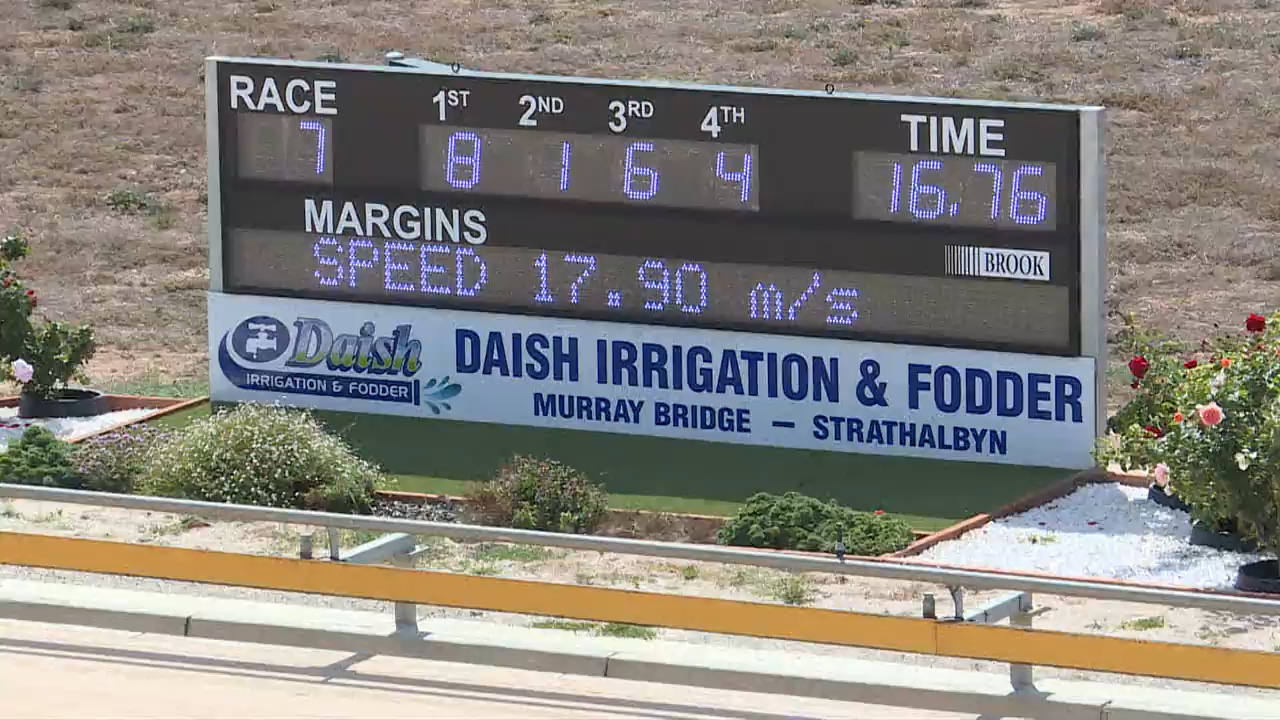 RACE 1ST 2ND 3RD 4TH TIME
7 8 1 6 4 16.76
MARGINS
BROOK
SPEED 17.90 m/s
Daish
IRRIGATION & FODDER
DAISH IRRIGATION & FODDER
MURRAY BRIDGE – STRATHALBYN